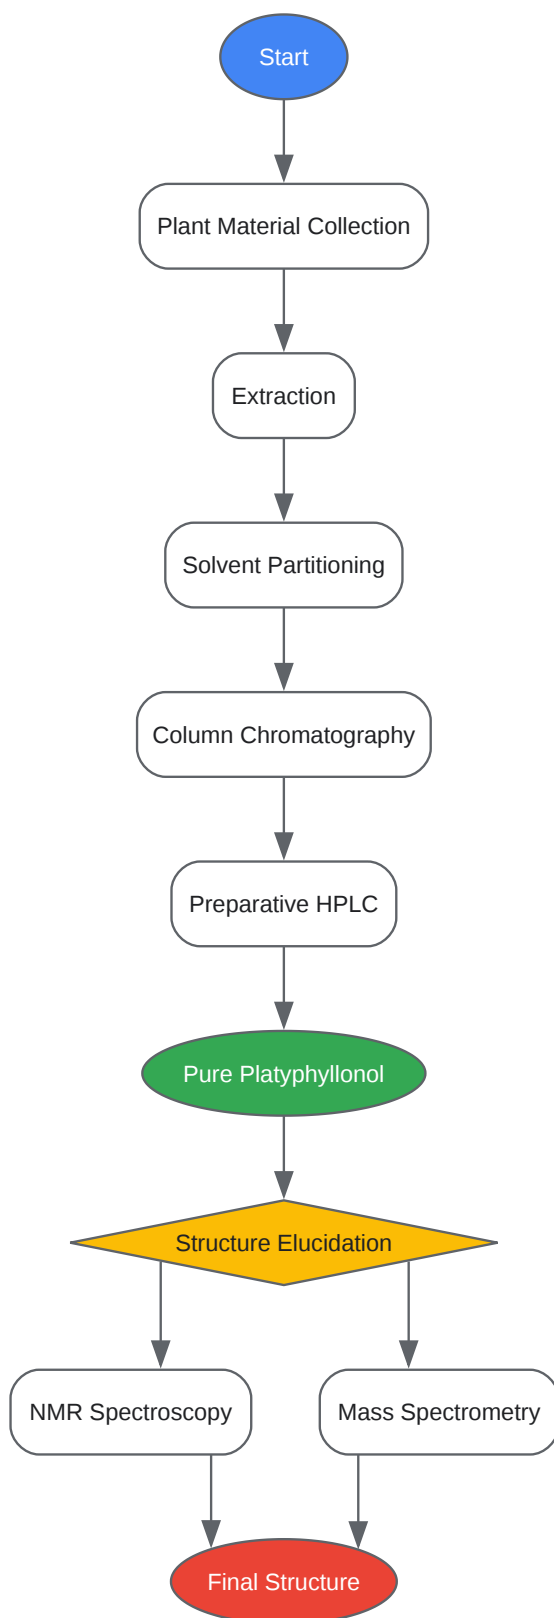 Start
Plant Material Collection
Extraction
Solvent Partitioning
Column Chromatography
Preparative HPLC
Pure Platyphyllonol
Structure Elucidation
NMR Spectroscopy
Mass Spectrometry
Final Structure